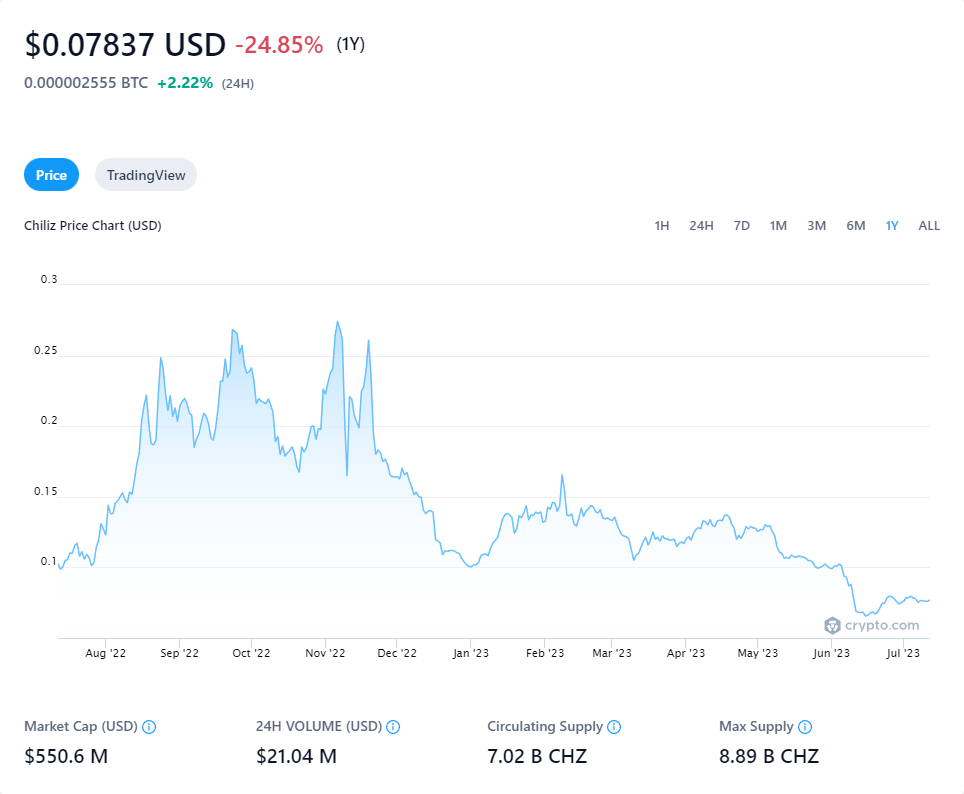 $0.07837 USD -24.85% (1Y)
0.000002555 BTC +2.22% (24H)
Price TradingView
Chiliz Price Chart (USD) 1H 24H 7D 1M 3M 6M 1Y ALL
0.3
0.25
0.2
0.15
0.1
crypto.com
Aug '22 Sep '22 Oct '22 Nov '22 Dec '22 Jan '23 Feb '23 Mar '23 Apr '23 May '23 Jun '23 Jul '23
Market Cap (USD) 24H VOLUME (USD) Circulating Supply Max Supply
$550.6 M $21.04 M 7.02 B CHZ 8.89 B CHZ